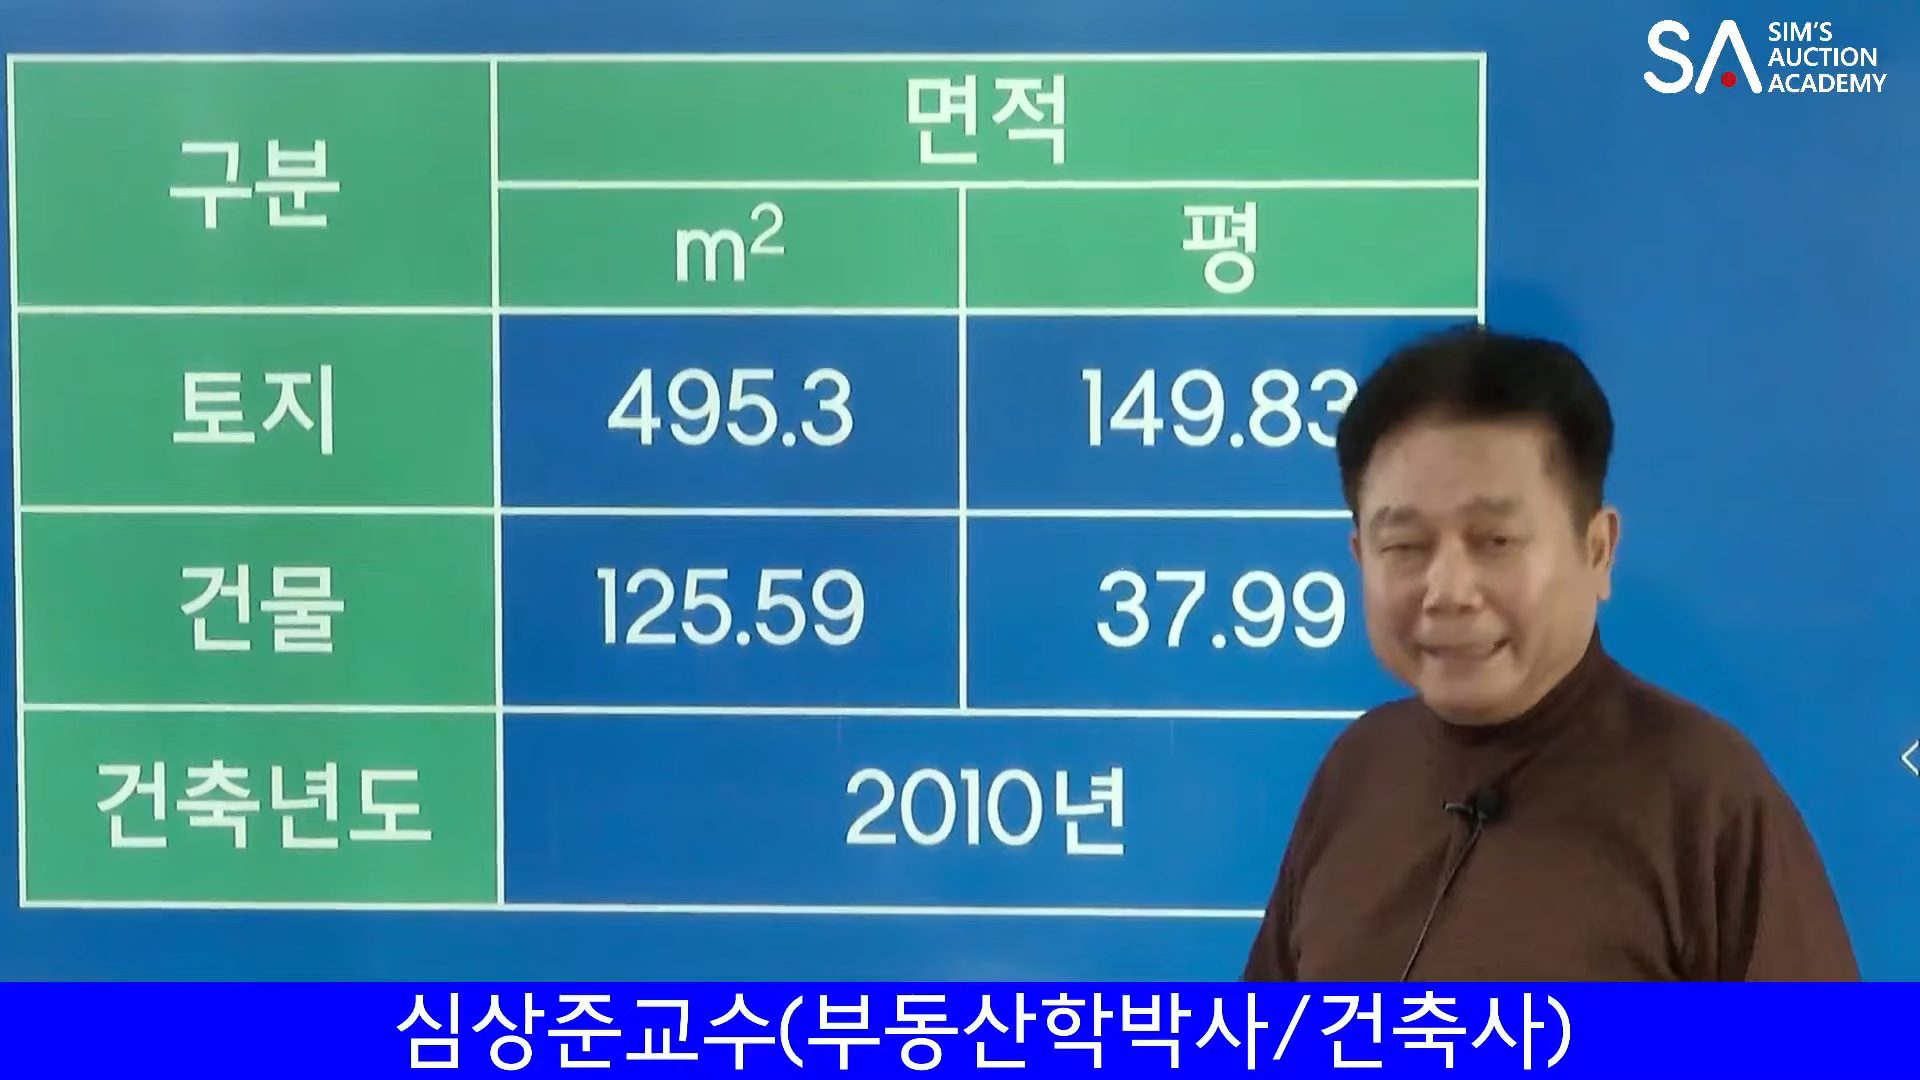 SA SIM'S
AUCTION
ACADEMY
구분 면적
m² 평
토지 495.3 149.83
건물 125.59 37.99
건축년도 2010년
심상준교수(부동산학박사/건축사)